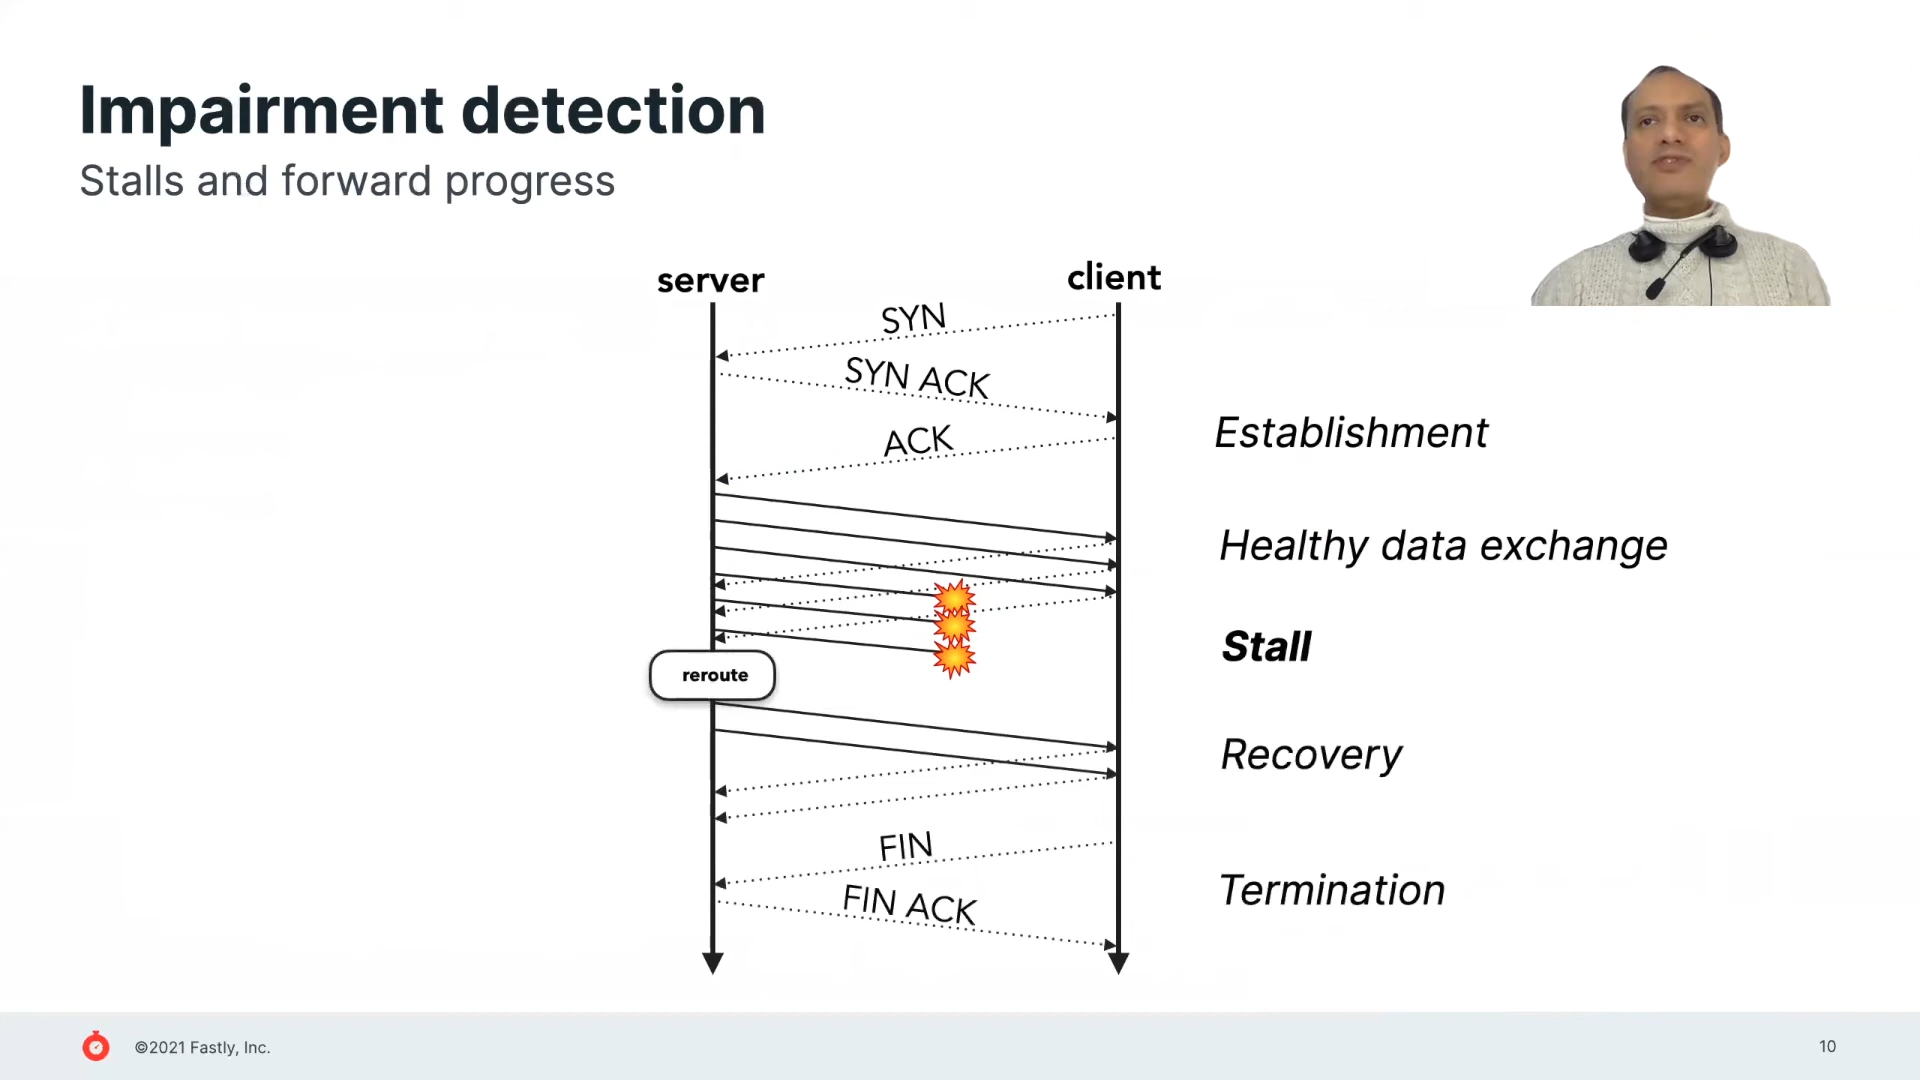 Impairment detection
Stalls and forward progress
server
client
SYN
SYN ACK
ACK
Establishment
Healthy data exchange
Stall
reroute
Recovery
FIN
FIN ACK
Termination
©2021 Fastly, Inc.
10